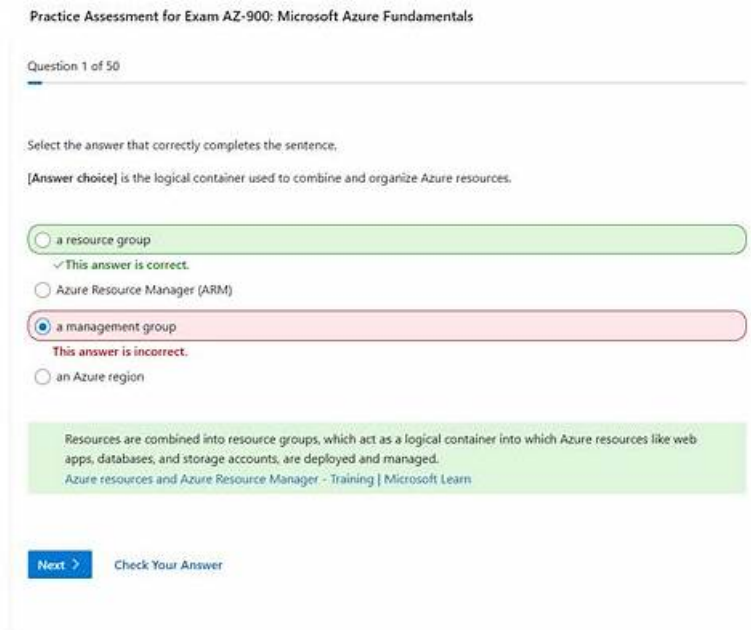 Practice Assessment for Exam AZ-900: Microsoft Azure Fundamentals
Question 1 of 50
Select the answer that correctly completes the sentence.
[Answer choice] is the logical container used to combine and organize Azure resources.
a resource group
✓This answer is correct.
Azure Resource Manager (ARM)
a management group
This answer is incorrect.
an Azure region
Resources are combined into resource groups, which act as a logical container into which Azure resources like web
apps, databases, and storage accounts, are deployed and managed.
Azure resources and Azure Resource Manager - Training | Microsoft Learn
Next > Check Your Answer